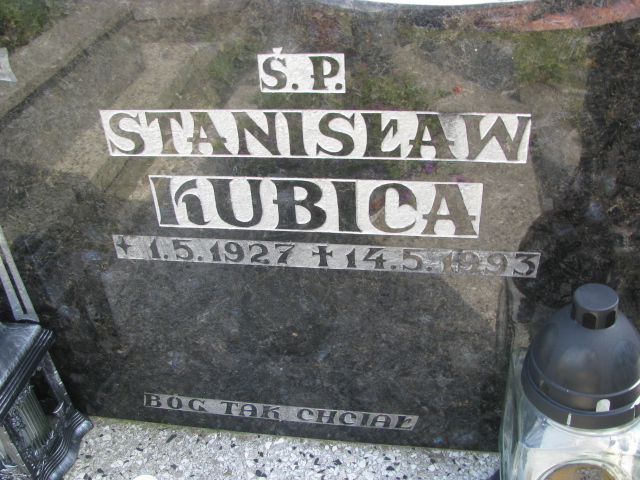 Ś.P.
STANISŁAW
KUBICA
* 1.5.1927 † 14.5.1993
BÓG TAK CHCIAŁ